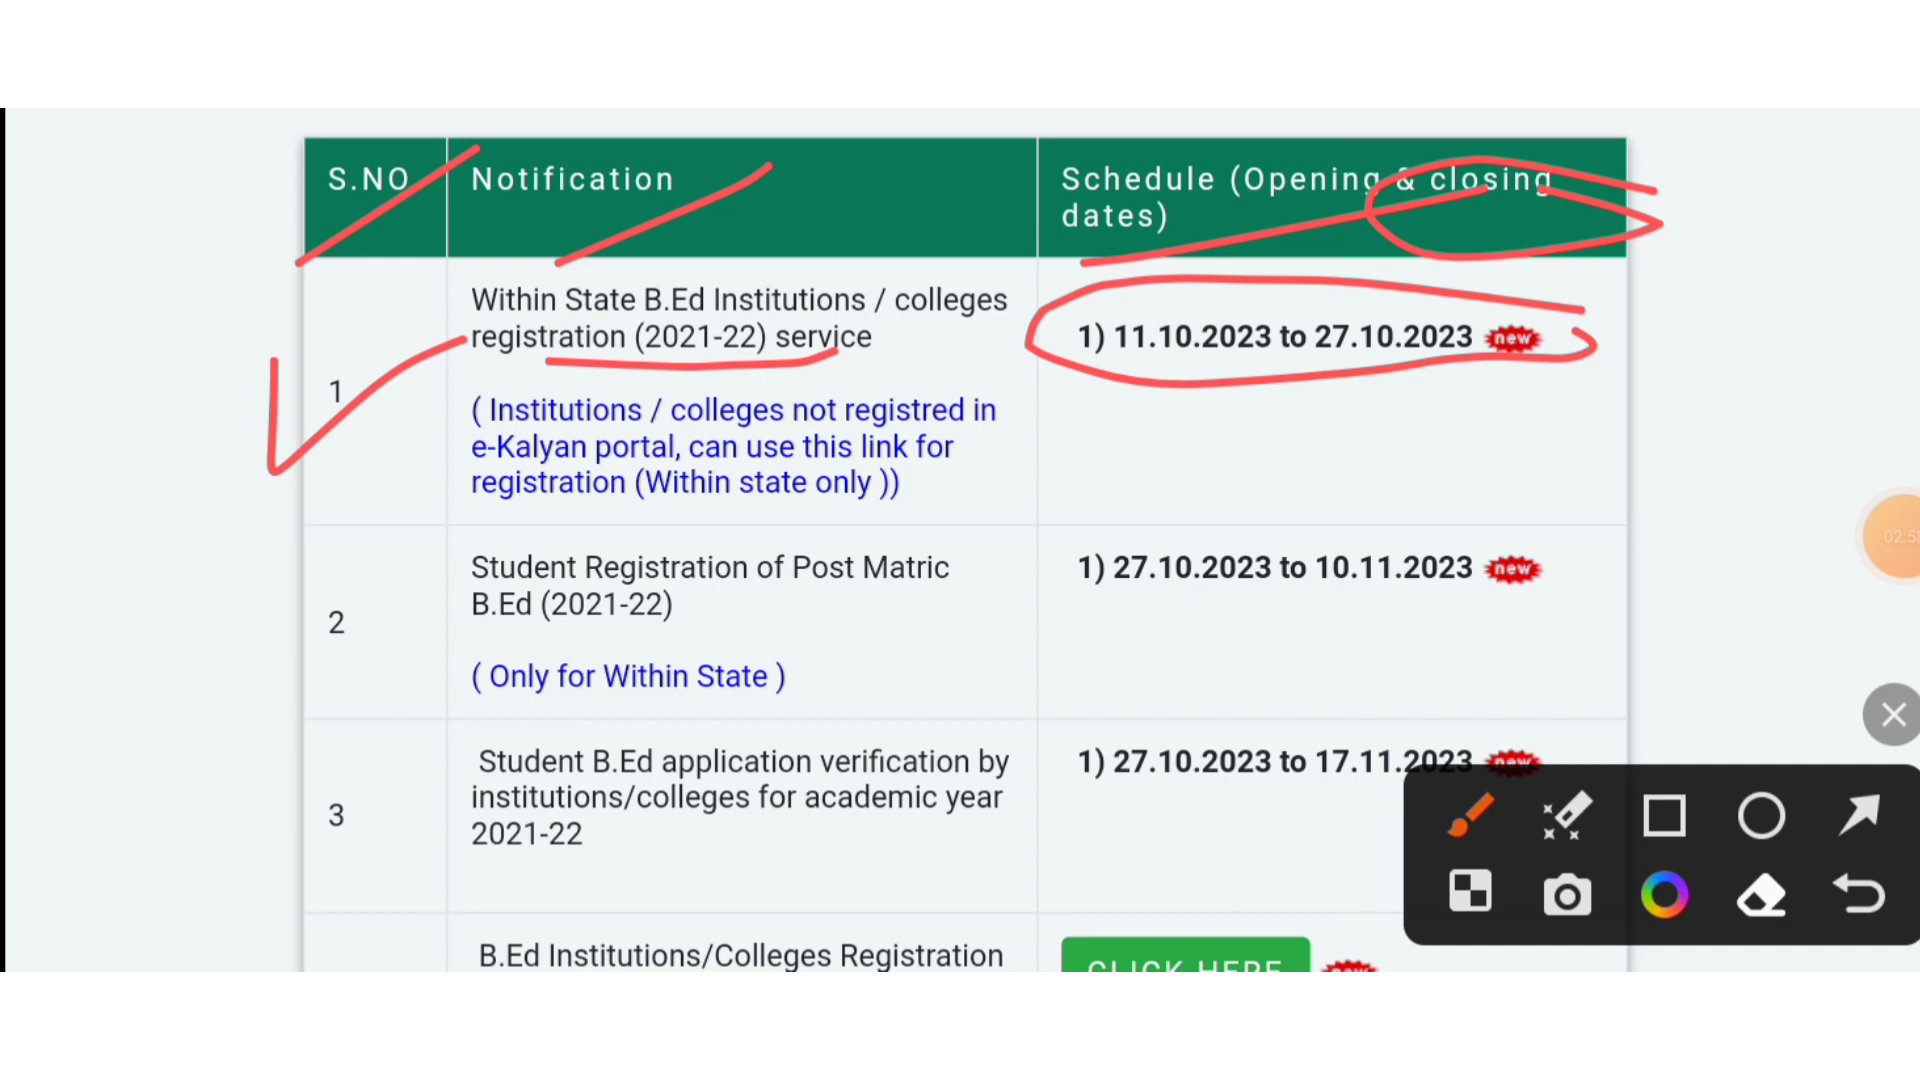 S.NO
Notification
Schedule (Opening & closing
dates)
1
Within State B.Ed Institutions / colleges
registration (2021-22) service
( Institutions / colleges not registred in
e-Kalyan portal, can use this link for
registration (Within state only ))
1) 11.10.2023 to 27.10.2023 new
2
Student Registration of Post Matric
B.Ed (2021-22)
( Only for Within State )
1) 27.10.2023 to 10.11.2023 new
3
Student B.Ed application verification by
institutions/colleges for academic year
2021-22
1) 27.10.2023 to 17.11.2023 new
B.Ed Institutions/Colleges Registration
CLICK HERE new